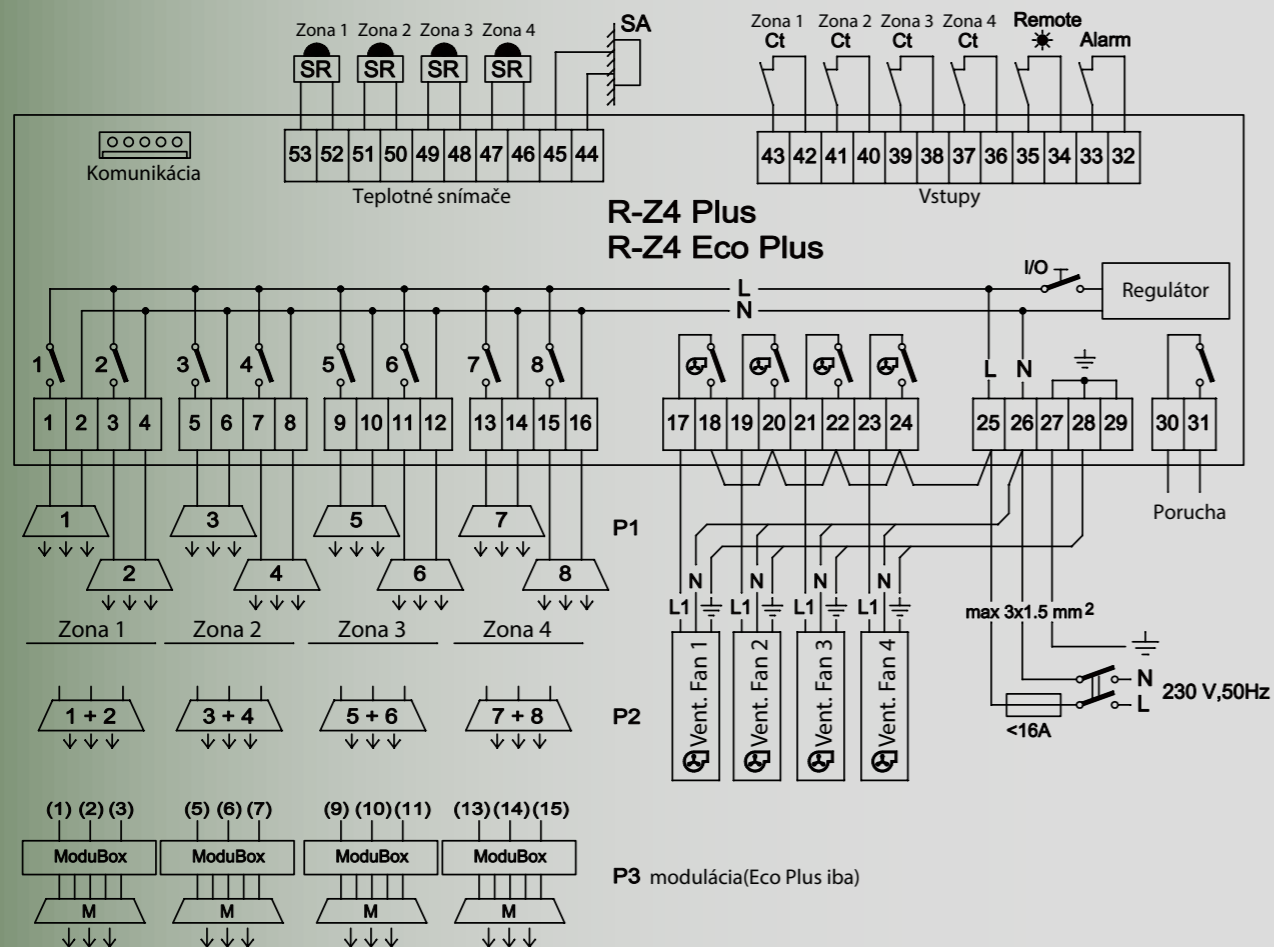 Zona 1 Zona 2 Zona 3 Zona 4 SA
SR SR SR SR
Zona 1 Zona 2 Zona 3 Zona 4 Remote
Ct Ct Ct Ct Alarm
Komunikácia
53 52 51 50 49 48 47 46 45 44
Teplotné snímače
43 42 41 40 39 38 37 36 35 34 33 32
Vstupy
R-Z4 Plus
R-Z4 Eco Plus
L
N
I/O
Regulátor
1 2 3 4 5 6 7 8
L N
1 2 3 4 5 6 7 8 9 10 11 12 13 14 15 16
17 18 19 20 21 22 23 24
25 26 27 28 29
30 31
Porucha
1 3 5 7
P1
2 4 6 8
Zona 1 Zona 2 Zona 3 Zona 4
N N N N
L1 L1 L1 L1
Vent. Fan 1
Vent. Fan 2
Vent. Fan 3
Vent. Fan 4
max 3x1.5 mm²
N
L
230 V,50Hz
<16A
1 + 2 3 + 4 5 + 6 7 + 8
P2
(1) (2) (3) (5) (6) (7) (9) (10)(11) (13)(14)(15)
ModuBox ModuBox ModuBox ModuBox
P3 modulácia(Eco Plus iba)
M M M M